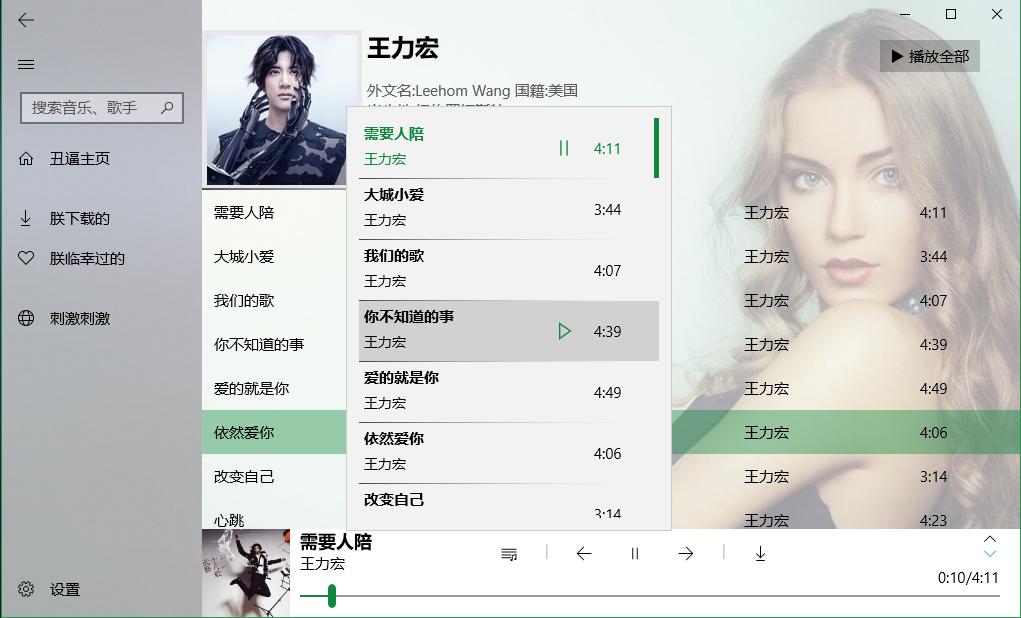 搜索音乐、歌手
丑逼主页
朕下载的
朕临幸过的
刺激刺激
设置
王力宏
播放全部
外文名:Leehom Wang 国籍:美国
需要人陪
王力宏
4:11
大城小爱
王力宏
3:44
我们的歌
王力宏
4:07
你不知道的事
王力宏
4:39
爱的就是你
王力宏
4:49
依然爱你
王力宏
4:06
改变自己
3:14
需要人陪 王力宏 4:11
大城小爱 王力宏 3:44
我们的歌 王力宏 4:07
你不知道的事 王力宏 4:39
爱的就是你 王力宏 4:49
依然爱你 王力宏 4:06
改变自己 王力宏 3:14
心跳 王力宏 4:23
需要人陪
王力宏
0:10/4:11